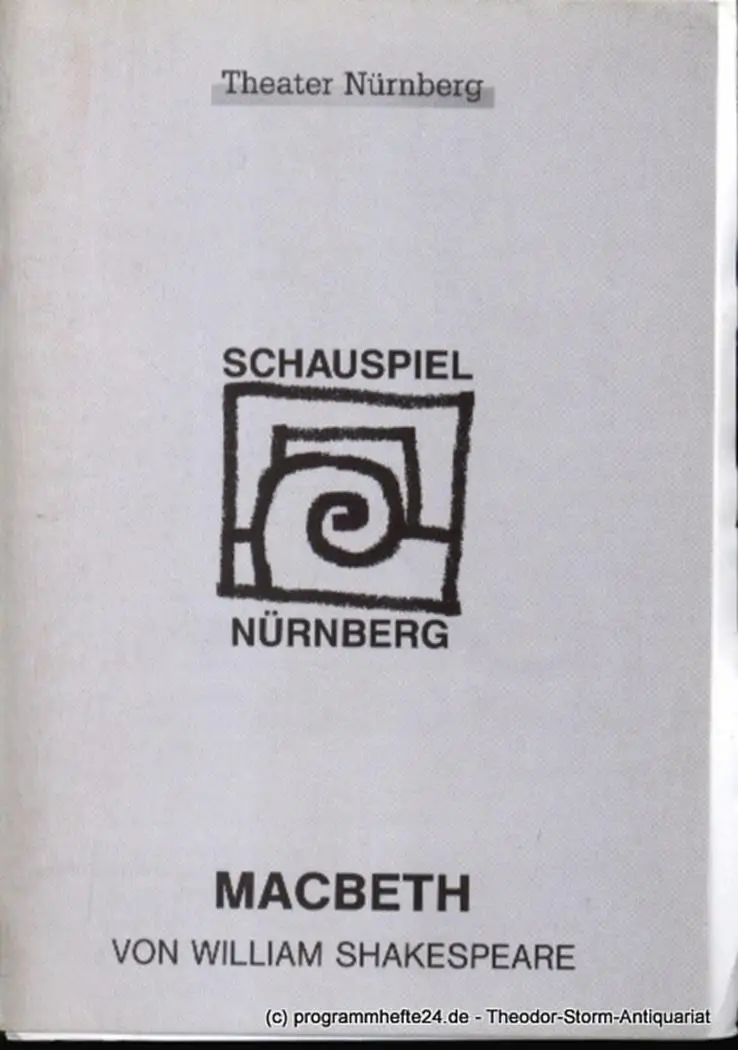 Theater Nürnberg
SCHAUSPIEL
NÜRNBERG
MACBETH
VON WILLIAM SHAKESPEARE
(c) programmhefte24.de - Theodor-Storm-Antiquariat